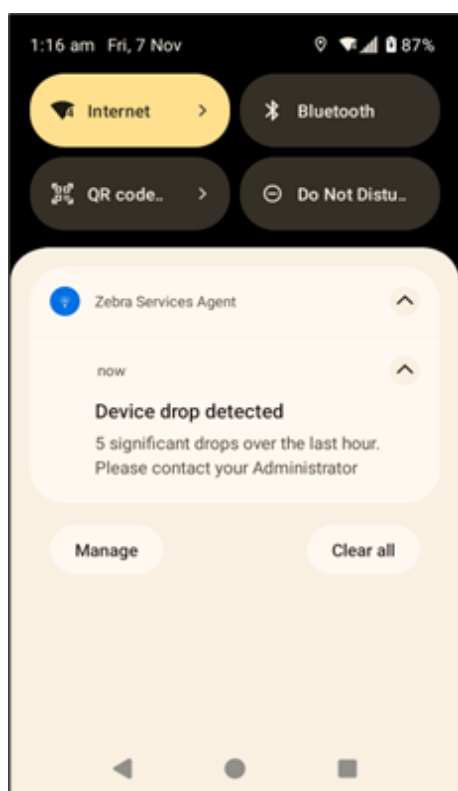 1:16 am Fri, 7 Nov 87%
Internet
Bluetooth
QR code..
Do Not Distu..
Zebra Services Agent
now
Device drop detected
5 significant drops over the last hour.
Please contact your Administrator
Manage
Clear all